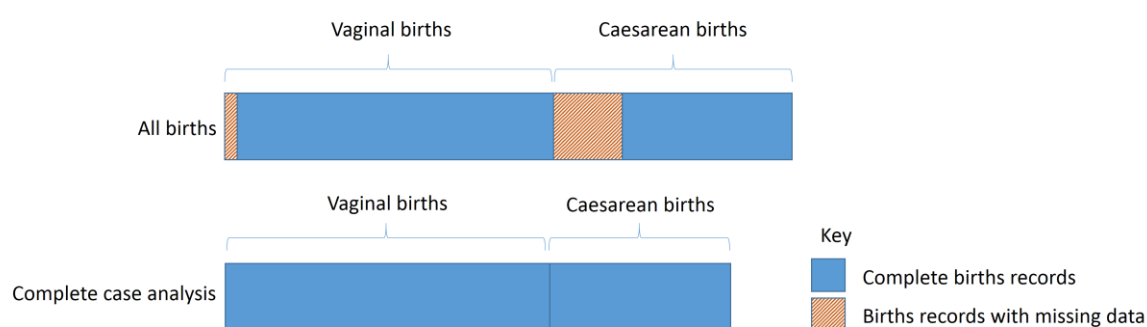 Vaginal births
Caesarean births
All births
Vaginal births
Caesarean births
Complete case analysis
Key
Complete births records
Births records with missing data